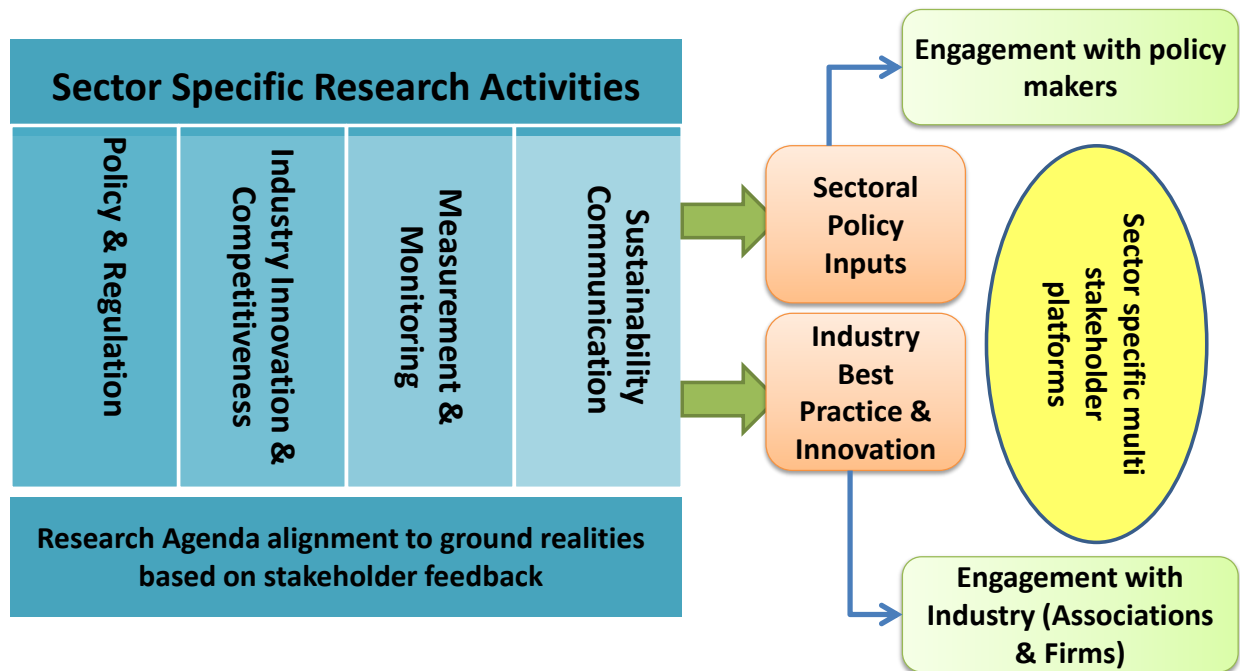 Sector Specific Research Activities
Policy & Regulation
Industry Innovation &
Competitiveness
Measurement &
Monitoring
Sustainability
Communication
Research Agenda alignment to ground realities
based on stakeholder feedback
Sectoral
Policy
Inputs
Industry
Best
Practice &
Innovation
Engagement with policy
makers
Sector specific multi
stakeholder
platforms
Engagement with
Industry (Associations
& Firms)